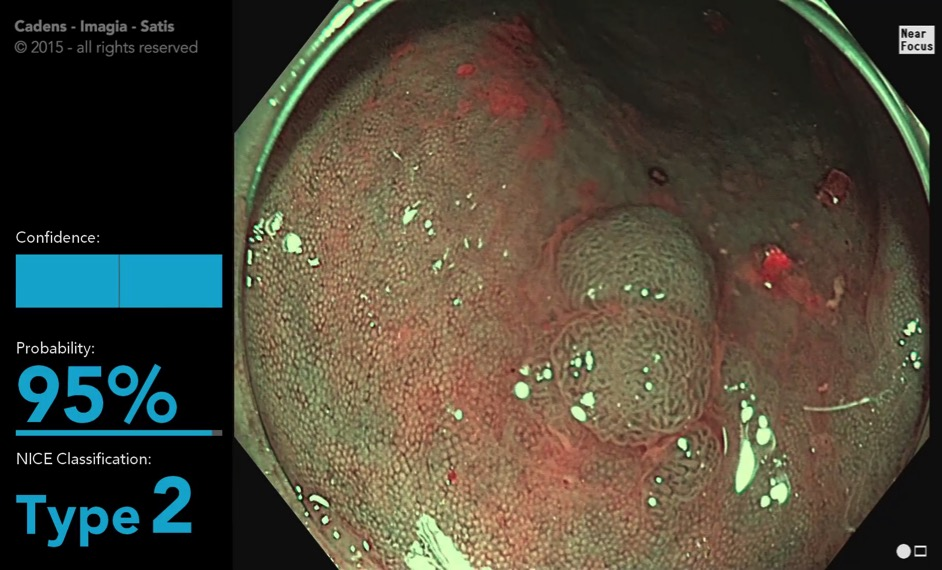 Cadens - Imagia - Satis
© 2015 - all rights reserved
Near
Focus
Confidence:
Probability:
95%
NICE Classification:
Type 2